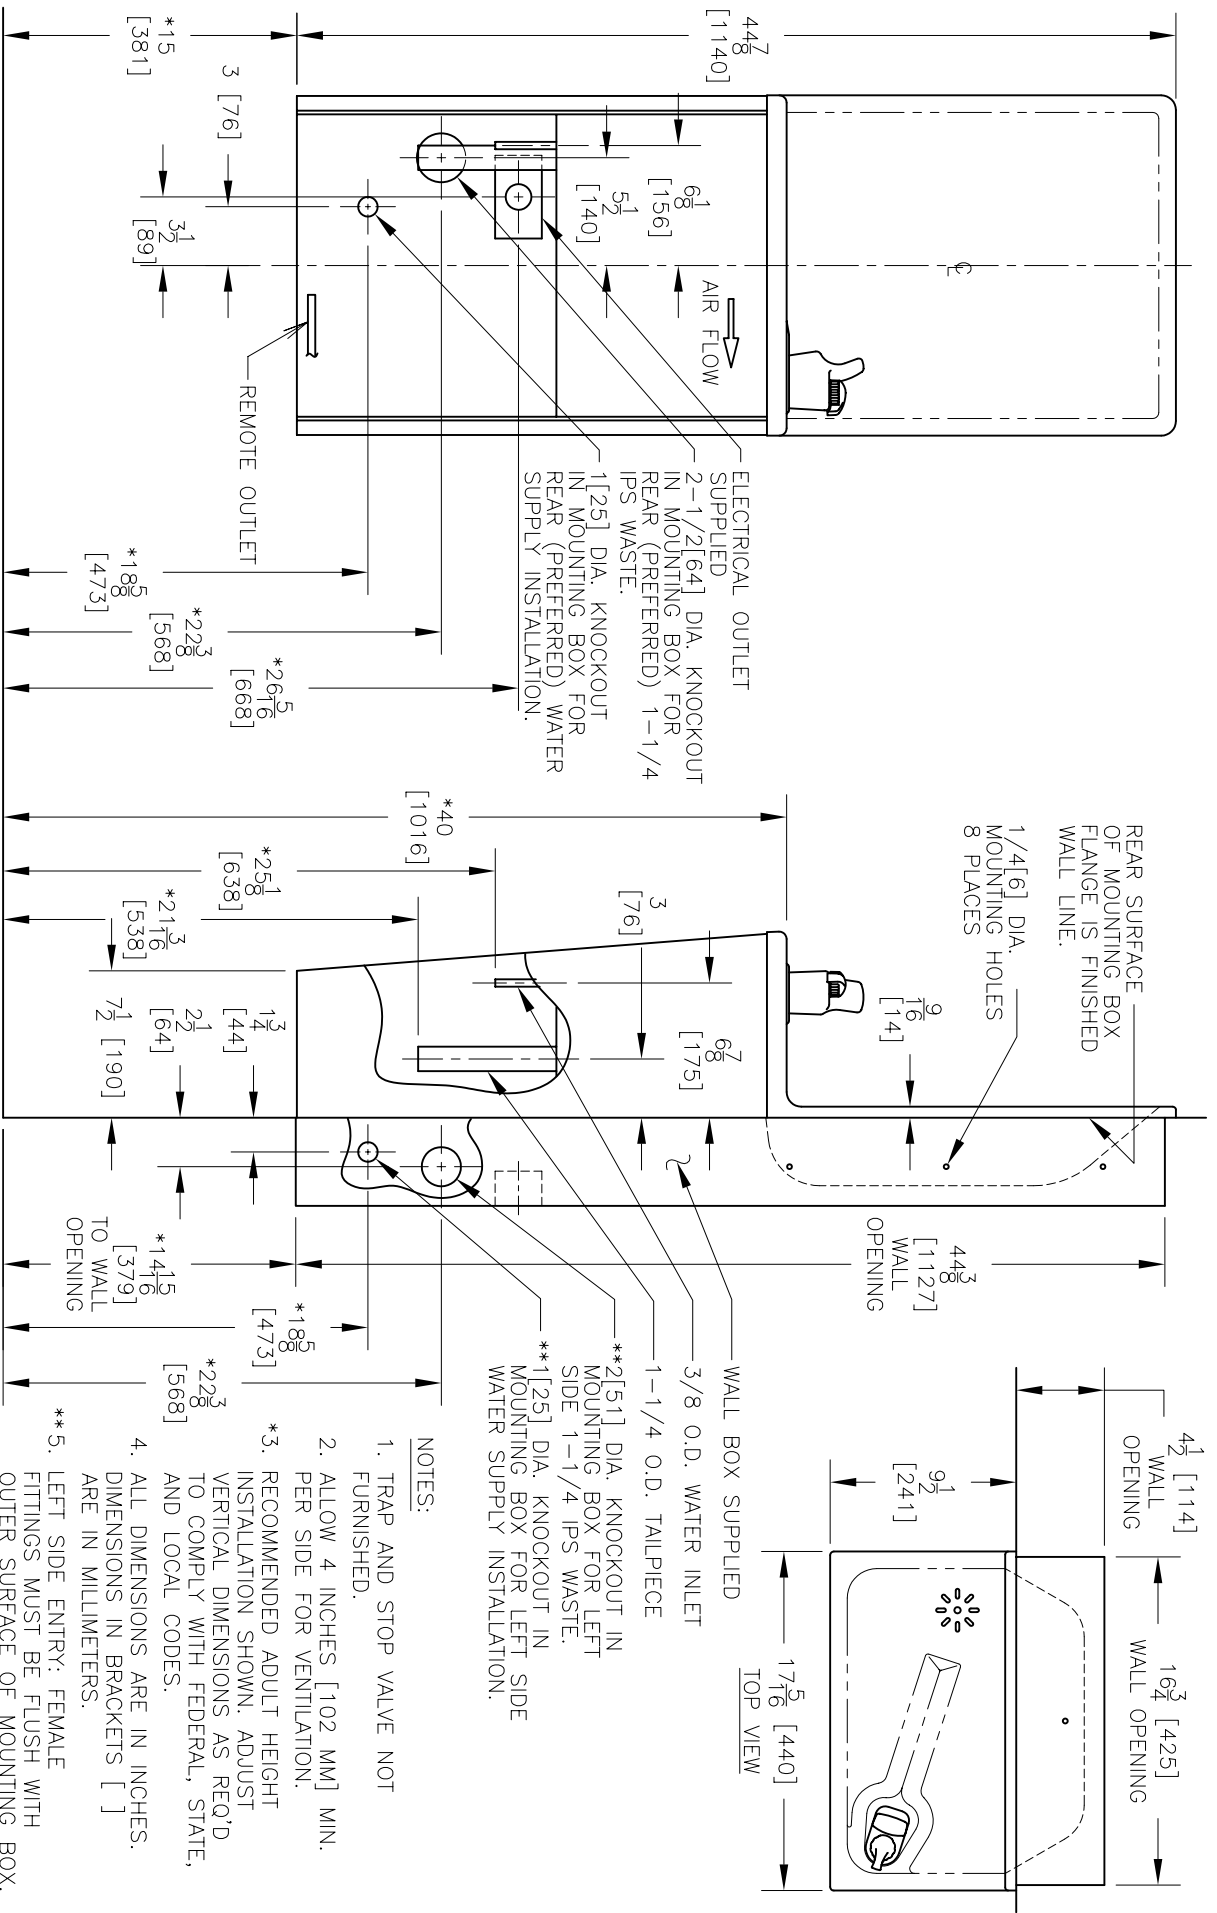 44 7/8
[1140]
*15
[381]
3 [76]
3 1/2
[89]
6 1/8
[156]
5 1/2
[140]
AIR FLOW
CL
REMOTE OUTLET
ELECTRICAL OUTLET
SUPPLIED
2-1/2[64] DIA. KNOCKOUT
IN MOUNTING BOX FOR
REAR (PREFERRED) 1-1/4
IPS WASTE.
1[25] DIA. KNOCKOUT
IN MOUNTING BOX FOR
REAR (PREFERRED) WATER
SUPPLY INSTALLATION.
*18 5/8
[473]
*22 3/8
[568]
*26 5/16
[668]
REAR SURFACE
OF MOUNTING BOX
FLANGE IS FINISHED
WALL LINE.
1/4[6] DIA.
MOUNTING HOLES
8 PLACES
*40
[1016]
*25 1/8
[638]
*21 3/16
[538]
3
[76]
6 7/8
[175]
9/16
[14]
7 1/2 [190]
2 1/2
[64]
1 3/4
[44]
44 3/8
[1127]
WALL
OPENING
*14 15/16
[379]
TO WALL
OPENING
*18 5/8
[473]
*22 3/8
[568]
WALL BOX SUPPLIED
3/8 O.D. WATER INLET
1-1/4 O.D. TAILPIECE
**2[51] DIA. KNOCKOUT IN
MOUNTING BOX FOR LEFT
SIDE 1-1/4 IPS WASTE.
**1[25] DIA. KNOCKOUT IN
MOUNTING BOX FOR LEFT SIDE
WATER SUPPLY INSTALLATION.
4 1/2 [114]
WALL
OPENING
16 3/4 [425]
WALL OPENING
9 1/2
[241]
17 5/16 [440]
TOP VIEW
NOTES:
1. TRAP AND STOP VALVE NOT
FURNISHED.
2. ALLOW 4 INCHES [102 MM] MIN.
PER SIDE FOR VENTILATION.
*3. RECOMMENDED ADULT HEIGHT
INSTALLATION SHOWN. ADJUST
VERTICAL DIMENSIONS AS REQ'D
TO COMPLY WITH FEDERAL, STATE,
AND LOCAL CODES.
4. ALL DIMENSIONS ARE IN INCHES.
DIMENSIONS IN BRACKETS [ ]
ARE IN MILLIMETERS.
**5. LEFT SIDE ENTRY: FEMALE
FITTINGS MUST BE FLUSH WITH
OUTER SURFACE OF MOUNTING BOX.